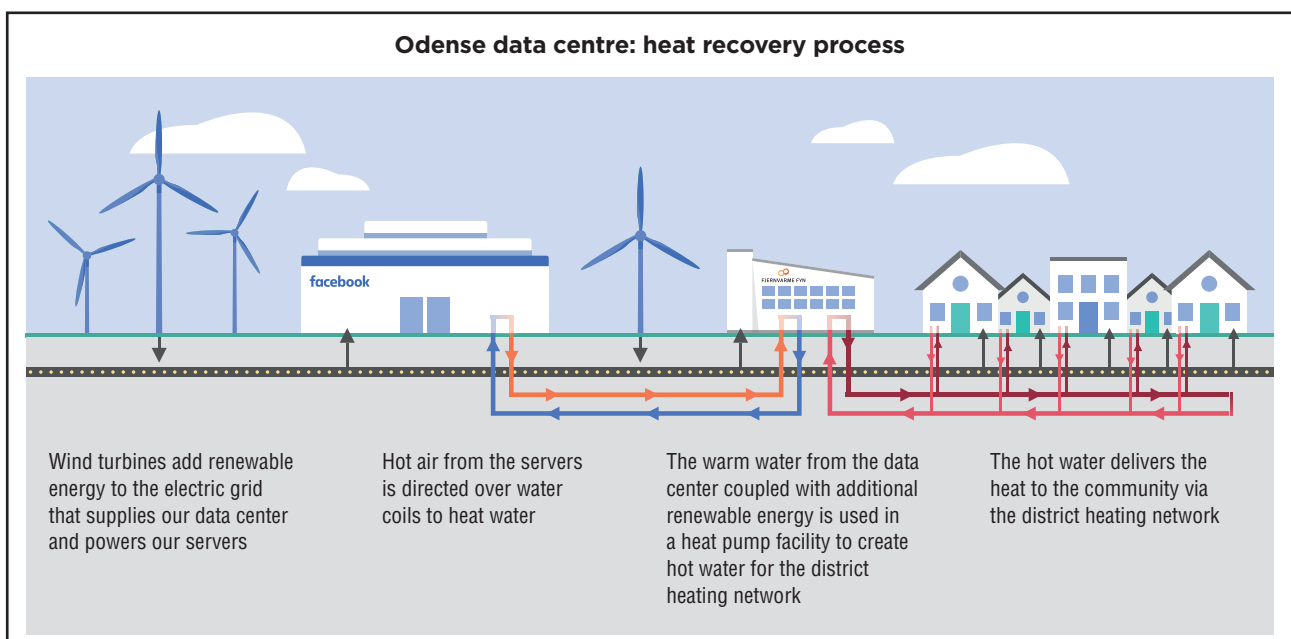 Odense data centre: heat recovery process
facebook
FJERNVARME FYN
Wind turbines add renewable
energy to the electric grid
that supplies our data center
and powers our servers
Hot air from the servers
is directed over water
coils to heat water
The warm water from the data
center coupled with additional
renewable energy is used in
a heat pump facility to create
hot water for the district
heating network
The hot water delivers the
heat to the community via
the district heating network